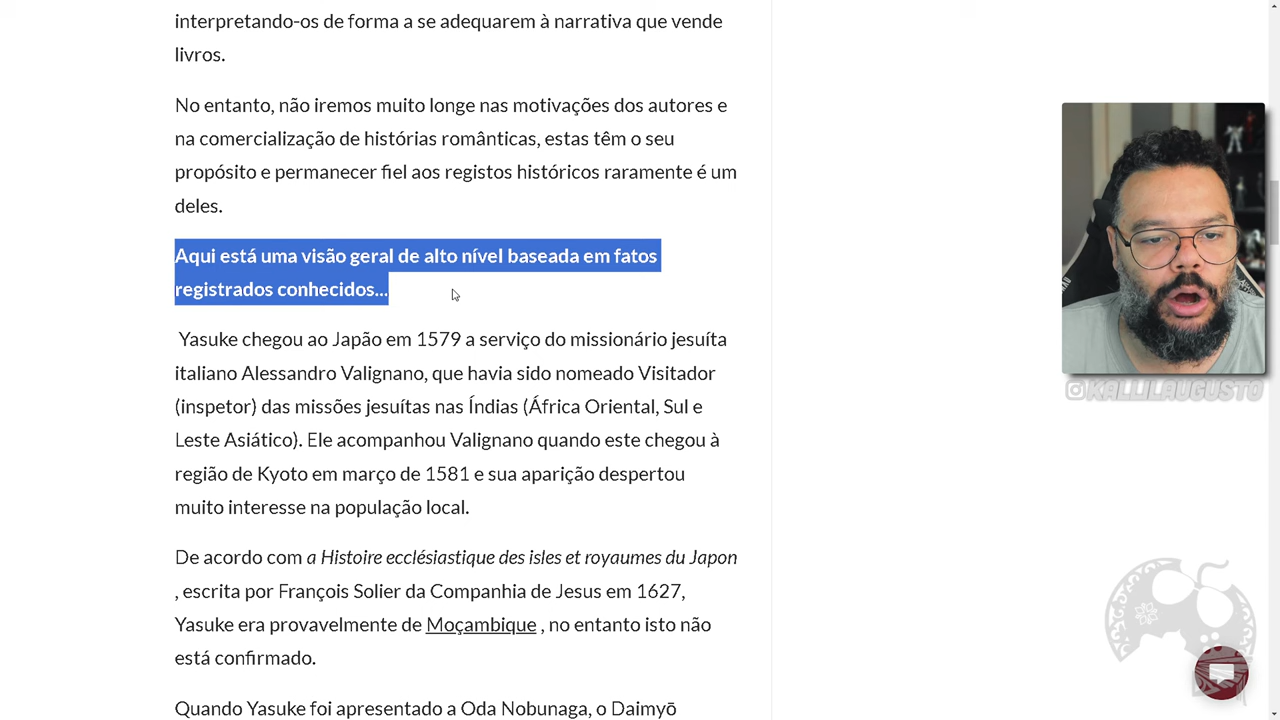 interpretando-os de forma a se adequarem à narrativa que vende
livros.
No entanto, não iremos muito longe nas motivações dos autores e
na comercialização de histórias românticas, estas têm o seu
propósito e permanecer fiel aos registos históricos raramente é um
deles.
Aqui está uma visão geral de alto nível baseada em fatos
registrados conhecidos...
Yasuke chegou ao Japão em 1579 a serviço do missionário jesuíta
italiano Alessandro Valignano, que havia sido nomeado Visitador
(inspetor) das missões jesuítas nas Índias (África Oriental, Sul e
Leste Asiático). Ele acompanhou Valignano quando este chegou à
região de Kyoto em março de 1581 e sua aparição despertou
muito interesse na população local.
De acordo com a Histoire ecclésiastique des isles et royaumes du Japon
, escrita por François Solier da Companhia de Jesus em 1627,
Yasuke era provavelmente de Moçambique , no entanto isto não
está confirmado.
Quando Yasuke foi apresentado a Oda Nobunaga, o Daimyō
@KALLILAUGUSTO